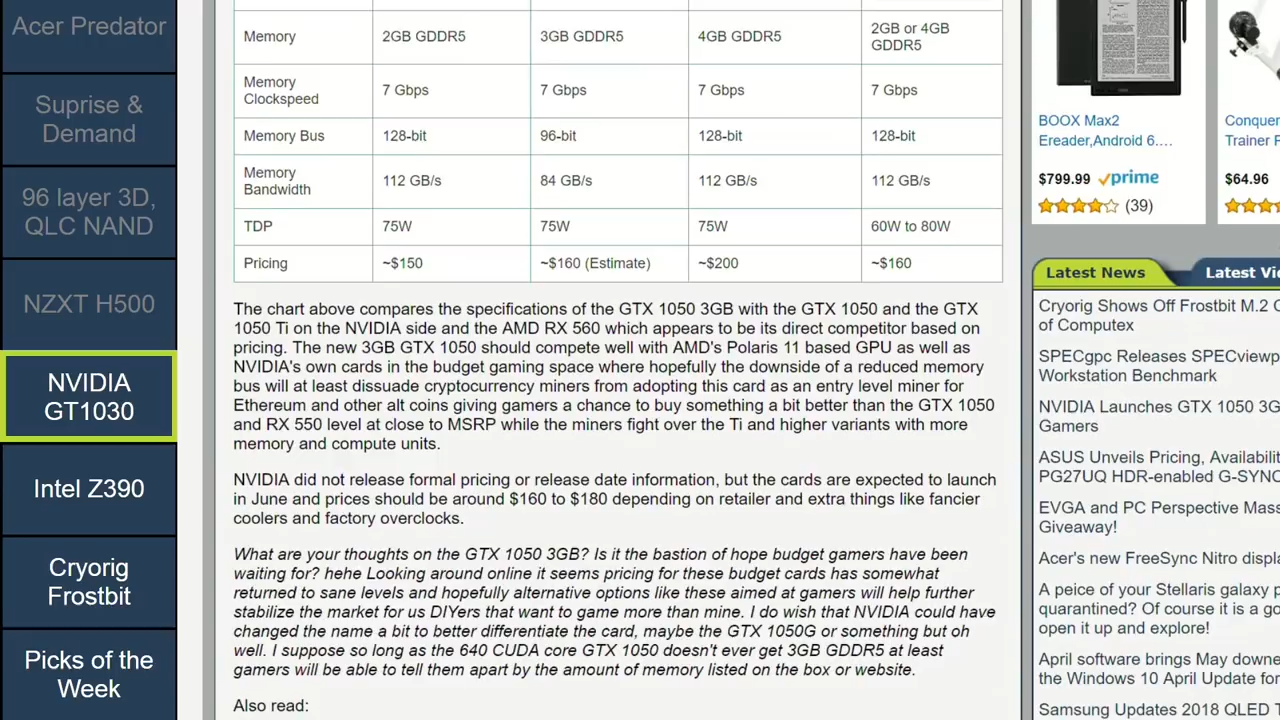 Acer Predator
Suprise &
Demand
96 layer 3D,
QLC NAND
NZXT H500
NVIDIA
GT1030
Intel Z390
Cryorig
Frostbit
Picks of the
Week
Memory 2GB GDDR5 3GB GDDR5 4GB GDDR5 2GB or 4GB
GDDR5
Memory
Clockspeed 7 Gbps 7 Gbps 7 Gbps 7 Gbps
Memory Bus 128-bit 96-bit 128-bit 128-bit
Memory
Bandwidth 112 GB/s 84 GB/s 112 GB/s 112 GB/s
TDP 75W 75W 75W 60W to 80W
Pricing ~$150 ~$160 (Estimate) ~$200 ~$160
The chart above compares the specifications of the GTX 1050 3GB with the GTX 1050 and the GTX
1050 Ti on the NVIDIA side and the AMD RX 560 which appears to be its direct competitor based on
pricing. The new 3GB GTX 1050 should compete well with AMD's Polaris 11 based GPU as well as
NVIDIA's own cards in the budget gaming space where hopefully the downside of a reduced memory
bus will at least dissuade cryptocurrency miners from adopting this card as an entry level miner for
Ethereum and other alt coins giving gamers a chance to buy something a bit better than the GTX 1050
and RX 550 level at close to MSRP while the miners fight over the Ti and higher variants with more
memory and compute units.
NVIDIA did not release formal pricing or release date information, but the cards are expected to launch
in June and prices should be around $160 to $180 depending on retailer and extra things like fancier
coolers and factory overclocks.
What are your thoughts on the GTX 1050 3GB? Is it the bastion of hope budget gamers have been
waiting for? hehe Looking around online it seems pricing for these budget cards has somewhat
returned to sane levels and hopefully alternative options like these aimed at gamers will help further
stabilize the market for us DIYers that want to game more than mine. I do wish that NVIDIA could have
changed the name a bit to better differentiate the card, maybe the GTX 1050G or something but oh
well. I suppose so long as the 640 CUDA core GTX 1050 doesn't ever get 3GB GDDR5 at least
gamers will be able to tell them apart by the amount of memory listed on the box or website.
Also read:
BOOX Max2
Ereader,Android 6.…
$799.99 prime
(39)
Conquer
Trainer F
$64.96
Latest News
Latest Vi
Cryorig Shows Off Frostbit M.2 C
of Computex
SPECgpc Releases SPECviewp
Workstation Benchmark
NVIDIA Launches GTX 1050 3G
Gamers
ASUS Unveils Pricing, Availabilit
PG27UQ HDR-enabled G-SYNC
EVGA and PC Perspective Mass
Giveaway!
Acer's new FreeSync Nitro displa
A peice of your Stellaris galaxy p
quarantined? Of course it is a go
open it up and explore!
April software brings May downe
the Windows 10 April Update for
Samsung Updates 2018 QLED T